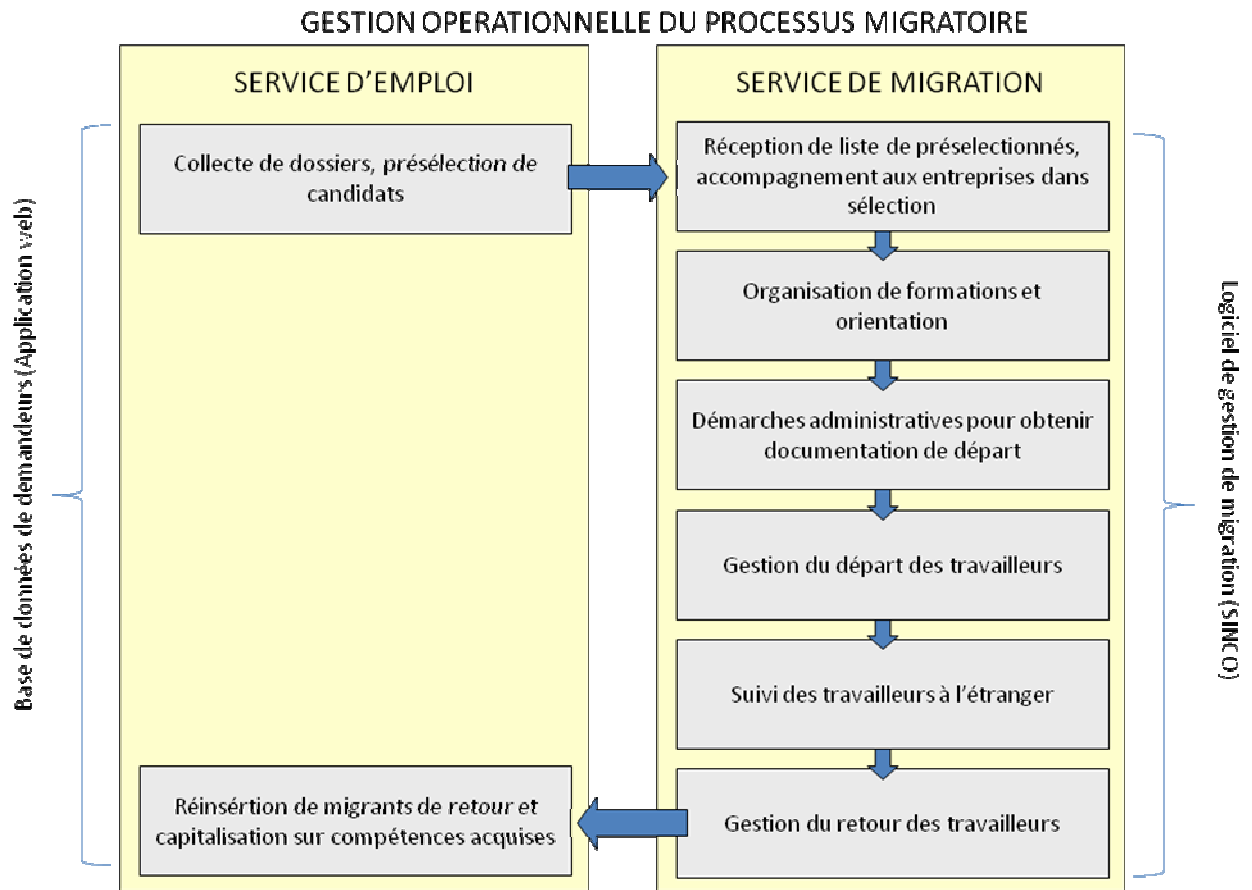 GESTION OPERATIONNELLE DU PROCESSUS MIGRATOIRE
SERVICE D'EMPLOI
Collecte de dossiers, présélection de
candidats
Réinsértion de migrants de retour et
capitalisation sur compétences acquises
SERVICE DE MIGRATION
Réception de liste de préselectionnés,
accompagnement aux entreprises dans
sélection
Organisation de formations et
orientation
Démarches administratives pour obtenir
documentation de départ
Gestion du départ des travailleurs
Suivi des travailleurs à l'étranger
Gestion du retour des travailleurs
Base de données de demandeurs (Application web)
Logiciel de gestion de migration (SINCO)